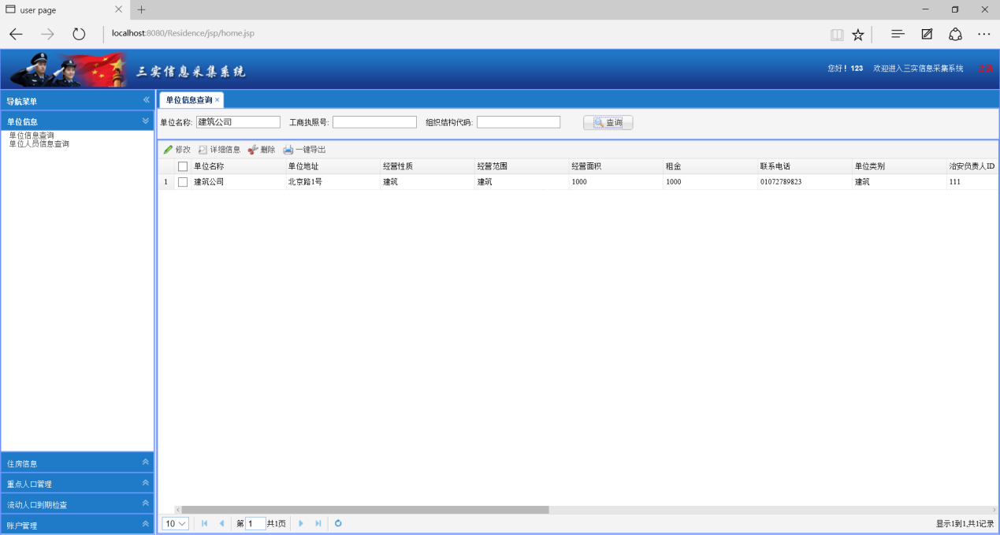 user page
localhost:8080/Residence/jsp/home.jsp
三实信息采集系统
您好！123 欢迎进入三实信息采集系统 注销
导航菜单
单位信息查询
单位信息
单位名称: 建筑公司 工商执照号: 组织结构代码: 查询
单位信息查询
单位人员信息查询
修改 详细信息 删除 一键导出
单位名称 单位地址 经营性质 经营范围 经营面积 租金 联系电话 单位类别 治安负责人ID
1 建筑公司 北京路1号 建筑 建筑 1000 1000 01072789823 建筑 111
住房信息
重点人口管理
流动人口到期检查
账户管理
10 第 1 共1页 显示1到1,共1记录